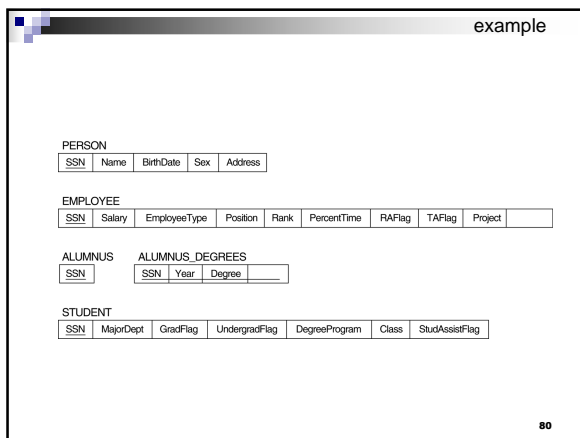 example
PERSON
SSN Name BirthDate Sex Address
EMPLOYEE
SSN Salary EmployeeType Position Rank PercentTime RAFlag TAFlag Project
ALUMNUS ALUMNUS_DEGREES
SSN SSN Year Degree
STUDENT
SSN MajorDept GradFlag UndergradFlag DegreeProgram Class StudAssistFlag
80